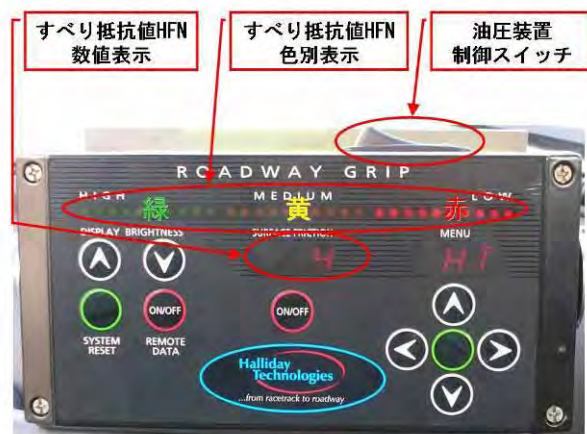 すべり抵抗値HFN
数値表示
すべり抵抗値HFN
色別表示
油圧装置
制御スイッチ
ROADWAY GRIP
HIGH MEDIUM LOW
緑 黄 赤
DISPLAY BRIGHTNESS
SURFACE FRICTION
MENU
4
HT
ON/OFF
ON/OFF
SYSTEM
RESET
REMOTE
DATA
Halliday
Technologies
...from racetrack to roadway